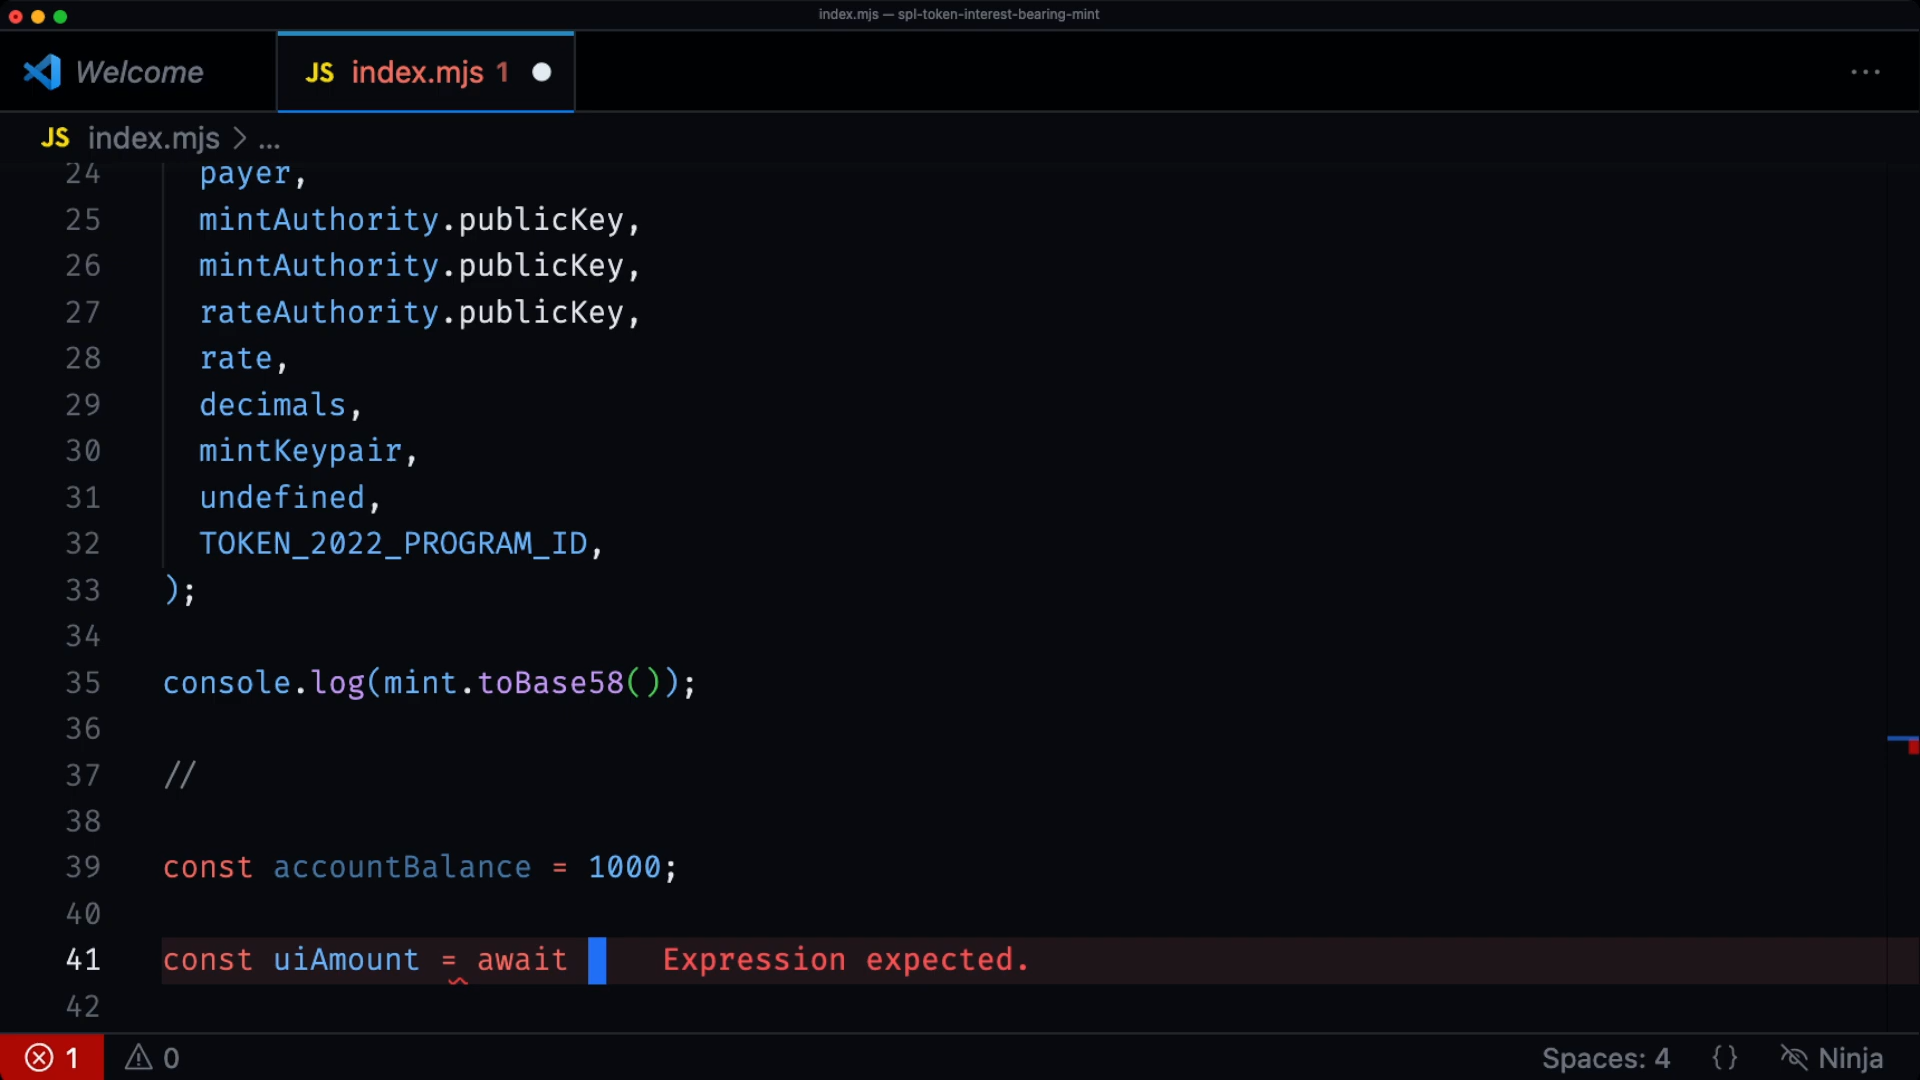 index.mjs — spl-token-interest-bearing-mint
Welcome
JS index.mjs 1
...
JS index.mjs > ...
24 payer,
25 mintAuthority.publicKey,
26 mintAuthority.publicKey,
27 rateAuthority.publicKey,
28 rate,
29 decimals,
30 mintKeypair,
31 undefined,
32 TOKEN_2022_PROGRAM_ID,
33 );
34
35 console.log(mint.toBase58());
36
37 //
38
39 const accountBalance = 1000;
40
41 const uiAmount = await Expression expected.
42
1 0 Spaces: 4 {} Ninja